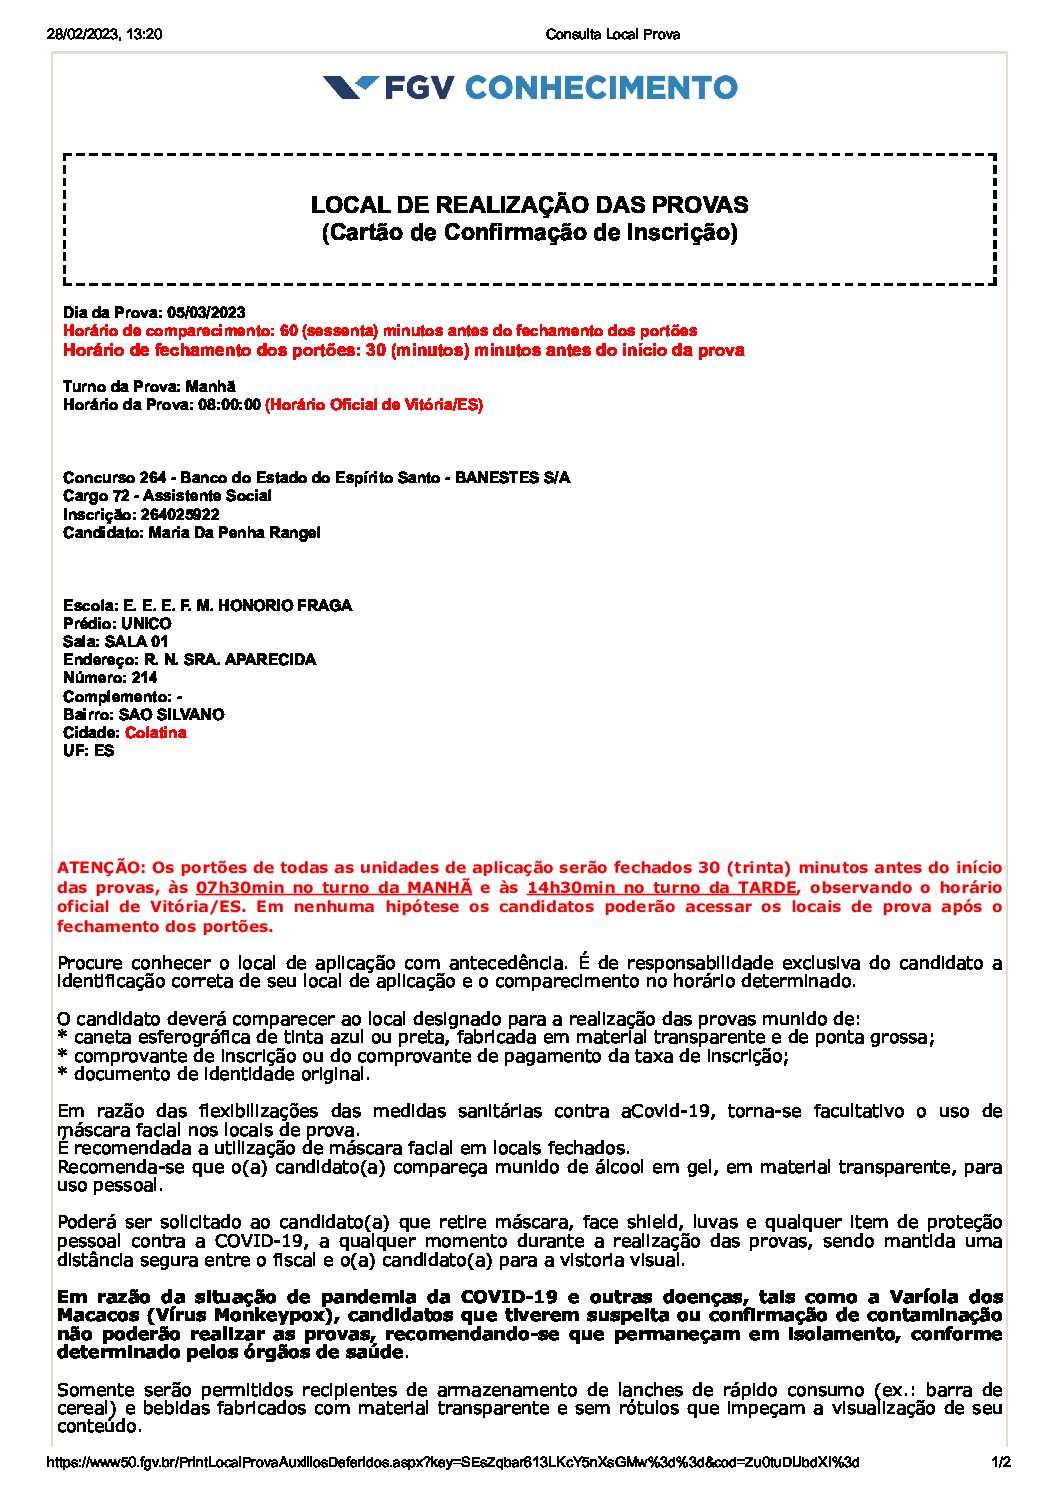 28/02/2023, 13:20
Consulta Local Prova
FGV CONHECIMENTO
LOCAL DE REALIZAÇÃO DAS PROVAS
(Cartão de Confirmação de Inscrição)
Dia da Prova: 05/03/2023
Horário de comparecimento: 60 (sessenta) minutos antes do fechamento dos portões
Horário de fechamento dos portões: 30 (minutos) minutos antes do início da prova
Turno da Prova: Manhã
Horário da Prova: 08:00:00 (Horário Oficial de Vitória/ES)
Concurso 264 - Banco do Estado do Espírito Santo - BANESTES S/A
Cargo 72 - Assistente Social
Inscrição: 264025922
Candidato: Maria Da Penha Rangel
Escola: E. E. E. F. M. HONORIO FRAGA
Prédio: UNICO
Sala: SALA 01
Endereço: R. N. SRA. APARECIDA
Número: 214
Complemento: -
Bairro: SAO SILVANO
Cidade: Colatina
UF: ES
ATENÇÃO: Os portões de todas as unidades de aplicação serão fechados 30 (trinta) minutos antes do início
das provas, às 07h30min no turno da MANHÃ e às 14h30min no turno da TARDE, observando o horário
oficial de Vitória/ES. Em nenhuma hipótese os candidatos poderão acessar os locais de prova após o
fechamento dos portões.
Procure conhecer o local de aplicação com antecedência. É de responsabilidade exclusiva do candidato a
identificação correta de seu local de aplicação e o comparecimento no horário determinado.
O candidato deverá comparecer ao local designado para a realização das provas munido de:
* caneta esferográfica de tinta azul ou preta, fabricada em material transparente e de ponta grossa;
* comprovante de inscrição ou do comprovante de pagamento da taxa de inscrição;
* documento de identidade original.
Em razão das flexibilizações das medidas sanitárias contra aCovid-19, torna-se facultativo o uso de
máscara facial nos locais de prova.
É recomendada a utilização de máscara facial em locais fechados.
Recomenda-se que o(a) candidato(a) compareça munido de álcool em gel, em material transparente, para
uso pessoal.
Poderá ser solicitado ao candidato(a) que retire máscara, face shield, luvas e qualquer item de proteção
pessoal contra a COVID-19, a qualquer momento durante a realização das provas, sendo mantida uma
distância segura entre o fiscal e o(a) candidato(a) para a vistoria visual.
Em razão da situação de pandemia da COVID-19 e outras doenças, tais como a Varíola dos
Macacos (Vírus Monkeypox), candidatos que tiverem suspeita ou confirmação de contaminação
não poderão realizar as provas, recomendando-se que permaneçam em isolamento, conforme
determinado pelos órgãos de saúde.
Somente serão permitidos recipientes de armazenamento de lanches de rápido consumo (ex.: barra de
cereal) e bebidas fabricados com material transparente e sem rótulos que impeçam a visualização de seu
conteúdo.
https://www50.fgv.br/PrintLocalProvaAuxiliosDeferidos.aspx?key=SEsZqbar613LKcY5nXsGMw%3d%3d&cod=Zu0tuDUbdXI%3d
1/2